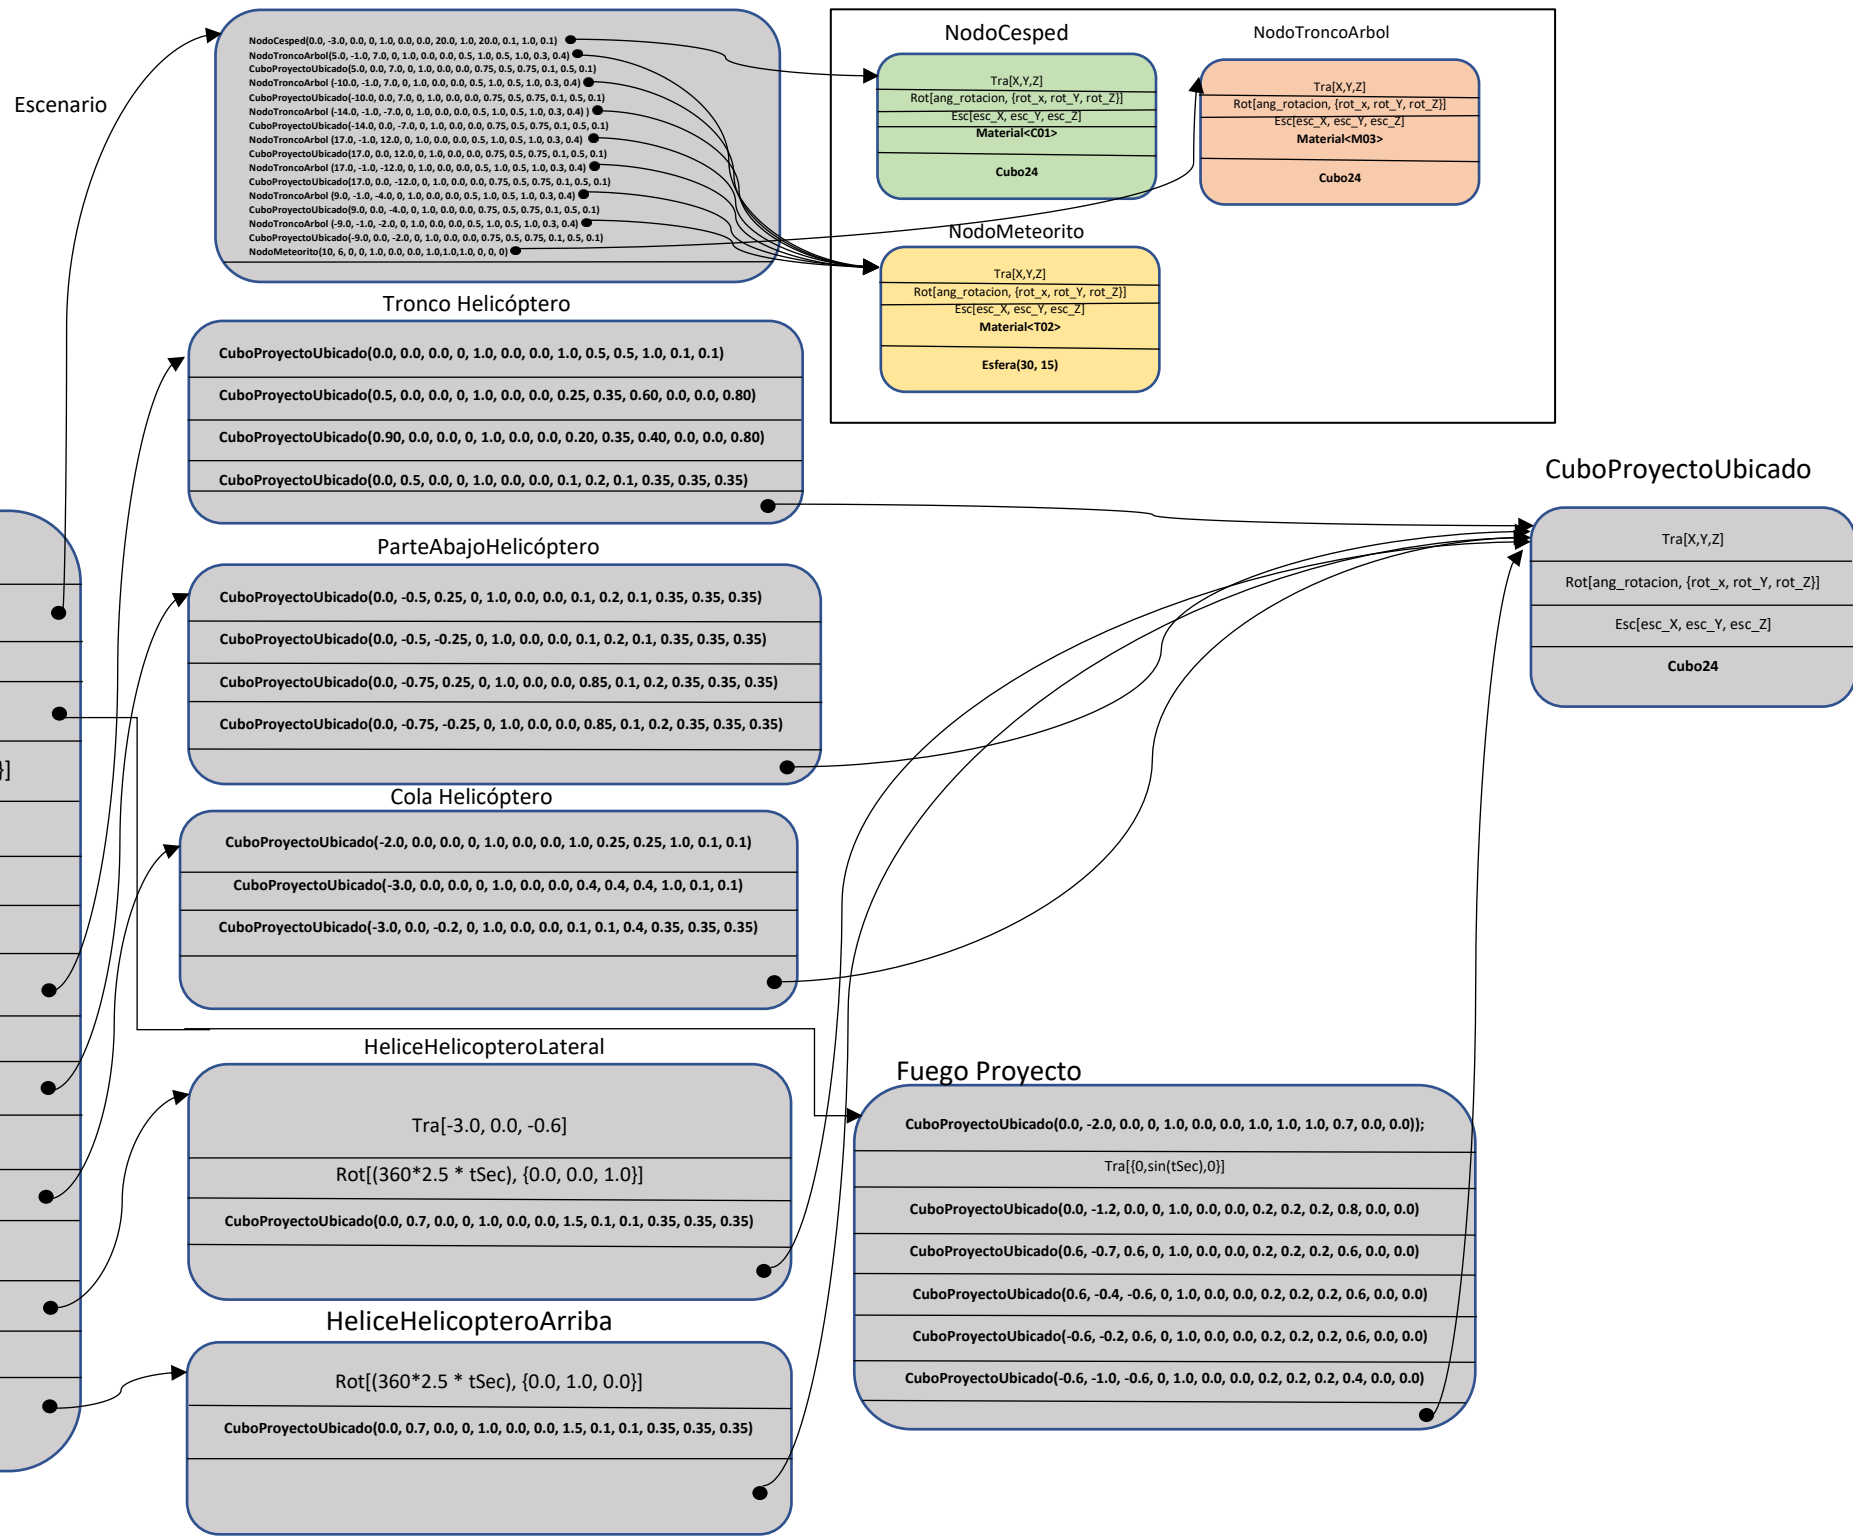 Escenario
NodoCesped(0.0, -3.0, 0.0, 0, 1.0, 0.0, 0.0, 20.0, 1.0, 20.0, 0.1, 1.0, 0.1)
NodoTroncoArbol(5.0, -1.0, 7.0, 0, 1.0, 0.0, 0.0, 0.5, 1.0, 0.5, 1.0, 0.3, 0.4)
CuboProyectoUbicado(5.0, 0.0, 7.0, 0, 1.0, 0.0, 0.0, 0.75, 0.5, 0.75, 0.1, 0.5, 0.1)
NodoTroncoArbol (-10.0, -1.0, 7.0, 0, 1.0, 0.0, 0.0, 0.5, 1.0, 0.5, 1.0, 0.3, 0.4)
CuboProyectoUbicado(-10.0, 0.0, 7.0, 0, 1.0, 0.0, 0.0, 0.75, 0.5, 0.75, 0.1, 0.5, 0.1)
NodoTroncoArbol (-14.0, -1.0, -7.0, 0, 1.0, 0.0, 0.0, 0.5, 1.0, 0.5, 1.0, 0.3, 0.4) )
CuboProyectoUbicado(-14.0, 0.0, -7.0, 0, 1.0, 0.0, 0.0, 0.75, 0.5, 0.75, 0.1, 0.5, 0.1)
NodoTroncoArbol (17.0, -1.0, 12.0, 0, 1.0, 0.0, 0.0, 0.5, 1.0, 0.5, 1.0, 0.3, 0.4)
CuboProyectoUbicado(17.0, 0.0, 12.0, 0, 1.0, 0.0, 0.0, 0.75, 0.5, 0.75, 0.1, 0.5, 0.1)
NodoTroncoArbol (17.0, -1.0, -12.0, 0, 1.0, 0.0, 0.0, 0.5, 1.0, 0.5, 1.0, 0.3, 0.4)
CuboProyectoUbicado(17.0, 0.0, -12.0, 0, 1.0, 0.0, 0.0, 0.75, 0.5, 0.75, 0.1, 0.5, 0.1)
NodoTroncoArbol (9.0, -1.0, -4.0, 0, 1.0, 0.0, 0.0, 0.5, 1.0, 0.5, 1.0, 0.3, 0.4)
CuboProyectoUbicado(9.0, 0.0, -4.0, 0, 1.0, 0.0, 0.0, 0.75, 0.5, 0.75, 0.1, 0.5, 0.1)
NodoTroncoArbol (-9.0, -1.0, -2.0, 0, 1.0, 0.0, 0.0, 0.5, 1.0, 0.5, 1.0, 0.3, 0.4)
CuboProyectoUbicado(-9.0, 0.0, -2.0, 0, 1.0, 0.0, 0.0, 0.75, 0.5, 0.75, 0.1, 0.5, 0.1)
NodoMeteorito(10, 6, 0, 0, 1.0, 0.0, 0.0, 1.0,1.0,1.0, 0, 0, 0)
NodoCesped
Tra[X,Y,Z]
Rot[ang_rotacion, {rot_x, rot_Y, rot_Z}]
Esc[esc_X, esc_Y, esc_Z]
Material<C01>
Cubo24
NodoTroncoArbol
Tra[X,Y,Z]
Rot[ang_rotacion, {rot_x, rot_Y, rot_Z}]
Esc[esc_X, esc_Y, esc_Z]
Material<M03>
Cubo24
NodoMeteorito
Tra[X,Y,Z]
Rot[ang_rotacion, {rot_x, rot_Y, rot_Z}]
Esc[esc_X, esc_Y, esc_Z]
Material<T02>
Esfera(30, 15)
Tronco Helicóptero
CuboProyectoUbicado(0.0, 0.0, 0.0, 0, 1.0, 0.0, 0.0, 1.0, 0.5, 0.5, 1.0, 0.1, 0.1)
CuboProyectoUbicado(0.5, 0.0, 0.0, 0, 1.0, 0.0, 0.0, 0.25, 0.35, 0.60, 0.0, 0.0, 0.80)
CuboProyectoUbicado(0.90, 0.0, 0.0, 0, 1.0, 0.0, 0.0, 0.20, 0.35, 0.40, 0.0, 0.0, 0.80)
CuboProyectoUbicado(0.0, 0.5, 0.0, 0, 1.0, 0.0, 0.0, 0.1, 0.2, 0.1, 0.35, 0.35, 0.35)
CuboProyectoUbicado
Tra[X,Y,Z]
Rot[ang_rotacion, {rot_x, rot_Y, rot_Z}]
Esc[esc_X, esc_Y, esc_Z]
Cubo24
ParteAbajoHelicóptero
CuboProyectoUbicado(0.0, -0.5, 0.25, 0, 1.0, 0.0, 0.0, 0.1, 0.2, 0.1, 0.35, 0.35, 0.35)
CuboProyectoUbicado(0.0, -0.5, -0.25, 0, 1.0, 0.0, 0.0, 0.1, 0.2, 0.1, 0.35, 0.35, 0.35)
CuboProyectoUbicado(0.0, -0.75, 0.25, 0, 1.0, 0.0, 0.0, 0.85, 0.1, 0.2, 0.35, 0.35, 0.35)
CuboProyectoUbicado(0.0, -0.75, -0.25, 0, 1.0, 0.0, 0.0, 0.85, 0.1, 0.2, 0.35, 0.35, 0.35)
}]
Cola Helicóptero
CuboProyectoUbicado(-2.0, 0.0, 0.0, 0, 1.0, 0.0, 0.0, 1.0, 0.25, 0.25, 1.0, 0.1, 0.1)
CuboProyectoUbicado(-3.0, 0.0, 0.0, 0, 1.0, 0.0, 0.0, 0.4, 0.4, 0.4, 1.0, 0.1, 0.1)
CuboProyectoUbicado(-3.0, 0.0, -0.2, 0, 1.0, 0.0, 0.0, 0.1, 0.1, 0.4, 0.35, 0.35, 0.35)
HeliceHelicopteroLateral
Tra[-3.0, 0.0, -0.6]
Rot[(360*2.5 * tSec), {0.0, 0.0, 1.0}]
CuboProyectoUbicado(0.0, 0.7, 0.0, 0, 1.0, 0.0, 0.0, 1.5, 0.1, 0.1, 0.35, 0.35, 0.35)
Fuego Proyecto
CuboProyectoUbicado(0.0, -2.0, 0.0, 0, 1.0, 0.0, 0.0, 1.0, 1.0, 1.0, 0.7, 0.0, 0.0));
Tra[{0,sin(tSec),0}]
CuboProyectoUbicado(0.0, -1.2, 0.0, 0, 1.0, 0.0, 0.0, 0.2, 0.2, 0.2, 0.8, 0.0, 0.0)
CuboProyectoUbicado(0.6, -0.7, 0.6, 0, 1.0, 0.0, 0.0, 0.2, 0.2, 0.2, 0.6, 0.0, 0.0)
CuboProyectoUbicado(0.6, -0.4, -0.6, 0, 1.0, 0.0, 0.0, 0.2, 0.2, 0.2, 0.6, 0.0, 0.0)
CuboProyectoUbicado(-0.6, -0.2, 0.6, 0, 1.0, 0.0, 0.0, 0.2, 0.2, 0.2, 0.6, 0.0, 0.0)
CuboProyectoUbicado(-0.6, -1.0, -0.6, 0, 1.0, 0.0, 0.0, 0.2, 0.2, 0.2, 0.4, 0.0, 0.0)
HeliceHelicopteroArriba
Rot[(360*2.5 * tSec), {0.0, 1.0, 0.0}]
CuboProyectoUbicado(0.0, 0.7, 0.0, 0, 1.0, 0.0, 0.0, 1.5, 0.1, 0.1, 0.35, 0.35, 0.35)